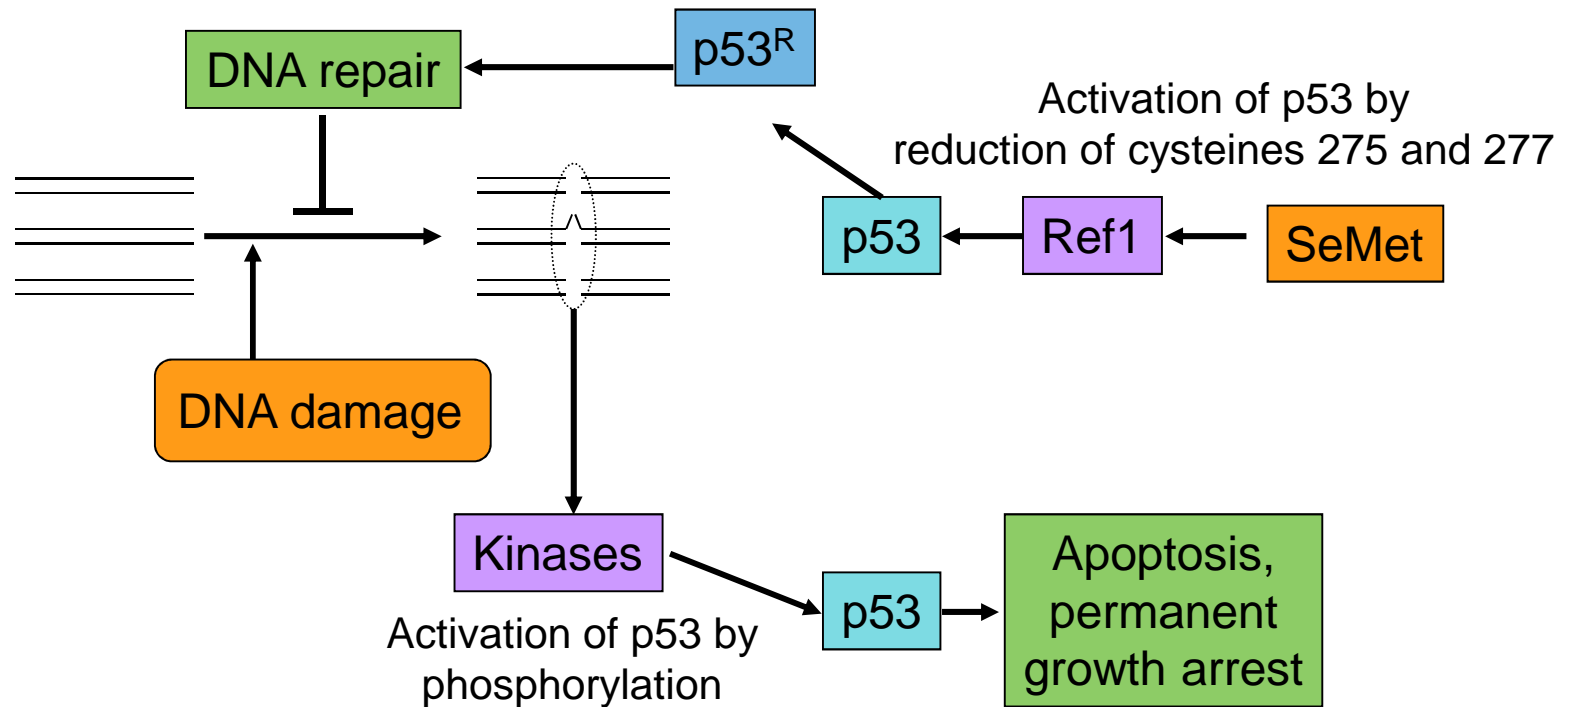 DNA repair
p53ᴿ
Activation of p53 by
reduction of cysteines 275 and 277
p53
Ref1
SeMet
DNA damage
Kinases
Activation of p53 by
phosphorylation
p53
Apoptosis,
permanent
growth arrest